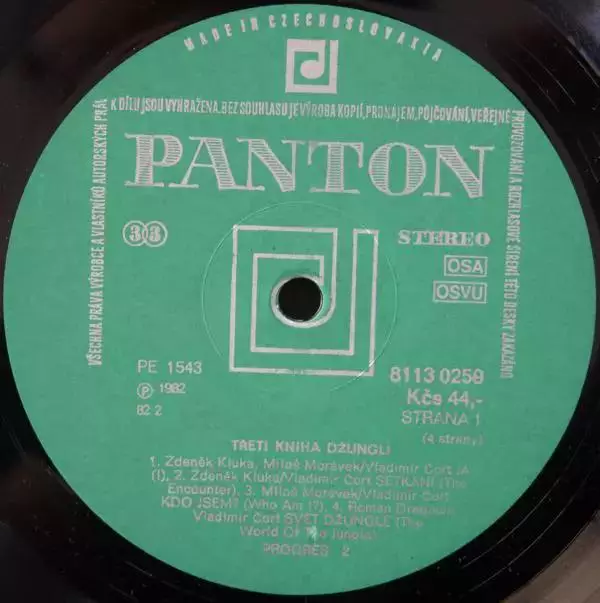 MADE IN CZECHOSLOVAKIA
VŠECHNA PRÁVA VÝROBCE A VLASTNÍKŮ AUTORSKÝCH PRÁV
K DÍLU JSOU VYHRAŽENA. BEZ SOUHLASU JE VÝROBA KOPIÍ, PRONÁJEM, PŮJČOVÁNÍ, VEŘEJNÉ
PROVOZOVÁNÍ A ROZHLASOVÉ ŠÍŘENÍ TÉTO DESKY ZAKÁZÁNO
PANTON
33
STEREO
OSA
OSVU
PE 1543
℗ 1982
82 2
8113 0259
Kčs 44,-
STRANA 1
(4 strany)
TŘETÍ KNIHA DŽUNGLÍ
1. Zdeněk Kluka, Miloš Morávek/Vladimír Čort JÁ
(I), 2. Zdeněk Kluka/Vladimír Čort SETKÁNÍ (The
Encounter), 3. Miloš Morávek/Vladimír Čort
KDO JSEM? (Who Am I?), 4. Roman Dragoun/
Vladimír Čort SVĚT DŽUNGLE (The
World Of The Jungle)
PROGRES 2